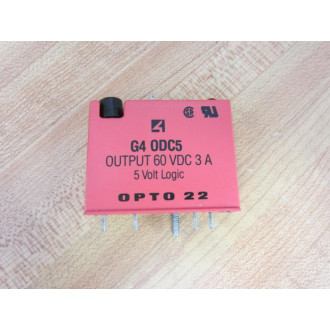 G4 ODC5
OUTPUT 60 VDC 3 A
5 Volt Logic
OPTO 22